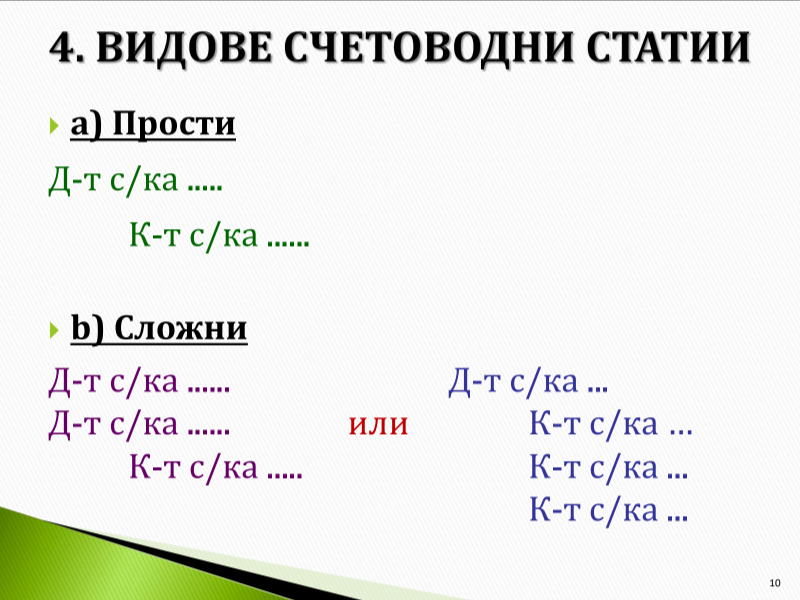 4. ВИДОВЕ СЧЕТОВОДНИ СТАТИИ
a) Прости
Д-т с/ка .....
К-т с/ка ......
b) Сложни
Д-т с/ка ...... Д-т с/ка ...
Д-т с/ка ...... или К-т с/ка ...
К-т с/ка ..... К-т с/ка ...
К-т с/ка ...
10